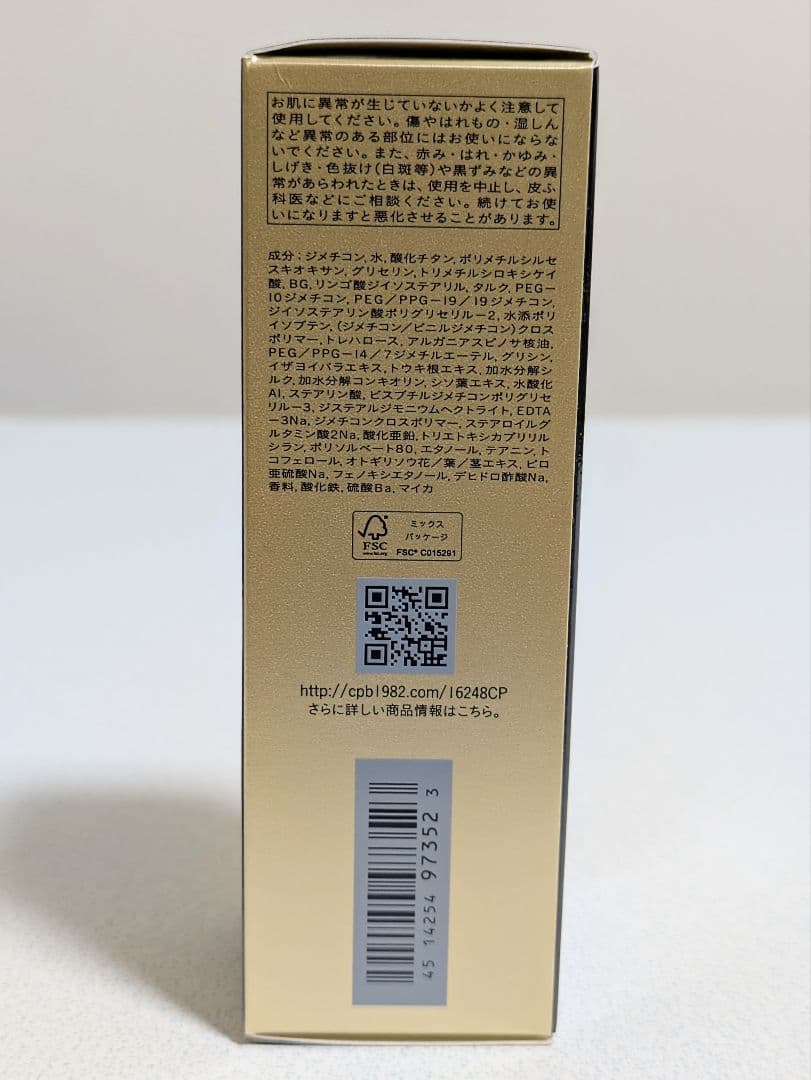 お肌に異常が生じていないかよく注意して
使用してください。傷やはれもの・湿しん
など異常のある部位にはお使いにならな
いでください。また、赤み・はれ・かゆみ・
しげき・色抜け(白斑等)や黒ずみなどの異
常があらわれたときは、使用を中止し、皮ふ
科医などにご相談ください。続けてお使
いになりますと悪化させることがあります。
成分:ジメチコン,水,酸化チタン,ポリメチルシルセ
スキオキサン,グリセリン,トリメチルシロキシケイ
酸,BG,リンゴ酸ジイソステアリル,タルク,PEG-
10ジメチコン,PEG/PPG-19/19ジメチコン,
ジイソステアリン酸ポリグリセリル-2,水添ポリ
イソブテン,(ジメチコン/ビニルジメチコン)クロス
ポリマー,トレハロース,アルガニアスピノサ核油,
PEG/PPG-14/7ジメチルエーテル,グリシン,
イザヨイバラエキス,トウキ根エキス,加水分解シ
ルク,加水分解コンキオリン,シソ葉エキス,水酸化
Al,ステアリン酸,ビスブチルジメチコンポリグリセ
リル-3,ジステアルジモニウムヘクトライト,EDTA
-3Na,ジメチコンクロスポリマー,ステアロイルグ
ルタミン酸2Na,酸化亜鉛,トリエトキシカプリリル
シラン,ポリソルベート80,エタノール,テアニン,ト
コフェロール,オトギリソウ花/葉/茎エキス,ピロ
亜硫酸Na,フェノキシエタノール,デヒドロ酢酸Na,
香料,酸化鉄,硫酸Ba,マイカ
ミックス
パッケージ
FSC
www.fsc.org
FSC® C015291
http://cpb1982.com/16248CP
さらに詳しい商品情報はこちら。
45 14254 97352 3